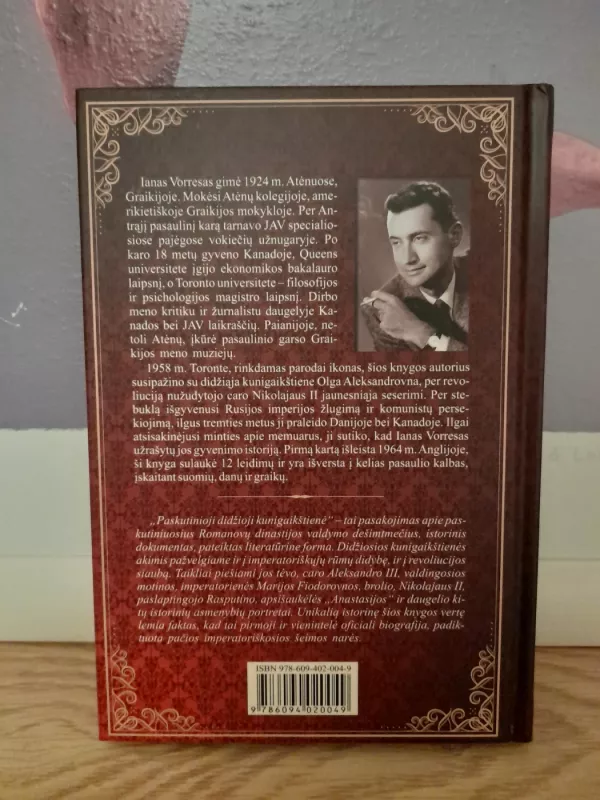 Ianas Vorresas gimė 1924 m. Atėnuose,
Graikijoje. Mokėsi Atėnų kolegijoje, ame-
rikietiškoje Graikijos mokykloje. Per An-
trąjį pasaulinį karą tarnavo JAV specialio-
siose pajėgose vokiečių užnugaryje. Po
karo 18 metų gyveno Kanadoje, Queens
universitete įgijo ekonomikos bakalauro
laipsnį, o Toronto universitete – filosofijos
ir psichologijos magistro laipsnį. Dirbo
meno kritiku ir žurnalistu daugelyje Ka-
nados bei JAV laikraščių. Paianijoje, ne-
toli Atėnų, įkūrė pasaulinio garso Grai-
kijos meno muziejų.
1958 m. Toronte, rinkdamas parodai ikonas, šios knygos autorius
susipažino su didžiąja kunigaikštiene Olga Aleksandrovna, per revo-
liuciją nužudytojo caro Nikolajaus II jaunesniąja seserimi. Per ste-
buklą išgyvenusi Rusijos imperijos žlugimą ir komunistų perse-
kiojimą, ilgus tremties metus ji praleido Danijoje bei Kanadoje. Ilgai
atsisakinėjusi minties apie memuarus, ji sutiko, kad Ianas Vorresas
užrašytų jos gyvenimo istoriją. Pirmą kartą išleista 1964 m. Anglijoje,
ši knyga sulaukė 12 leidimų ir yra išversta į kelias pasaulio kalbas,
įskaitant suomių, danų ir graikų.
„Paskutinioji didžioji kunigaikštienė“ – tai pasakojimas apie pas-
kutiniuosius Romanovų dinastijos valdymo dešimtmečius, istorinis
dokumentas, pateiktas literatūrine forma. Didžiosios kunigaikštienės
akimis pažvelgiame ir į imperatoriškųjų rūmų didybę, ir į revoliucijos
siaubą. Taikliai piešiami jos tėvo, caro Aleksandro III, valdingosios
motinos, imperatorienės Marijos Fiodorovnos, brolio, Nikolajaus II,
paslaptingojo Rasputino, apsišaukėlės „Anastasijos“ ir daugelio ki-
tų istorinių asmenybių portretai. Unikalią istorinę šios knygos vertę
lemia faktas, kad tai pirmoji ir vienintelė oficiali biografija, padik-
tuota pačios imperatoriškosios šeimos narės.
ISBN 978-609-402-004-9
9 786094 020049